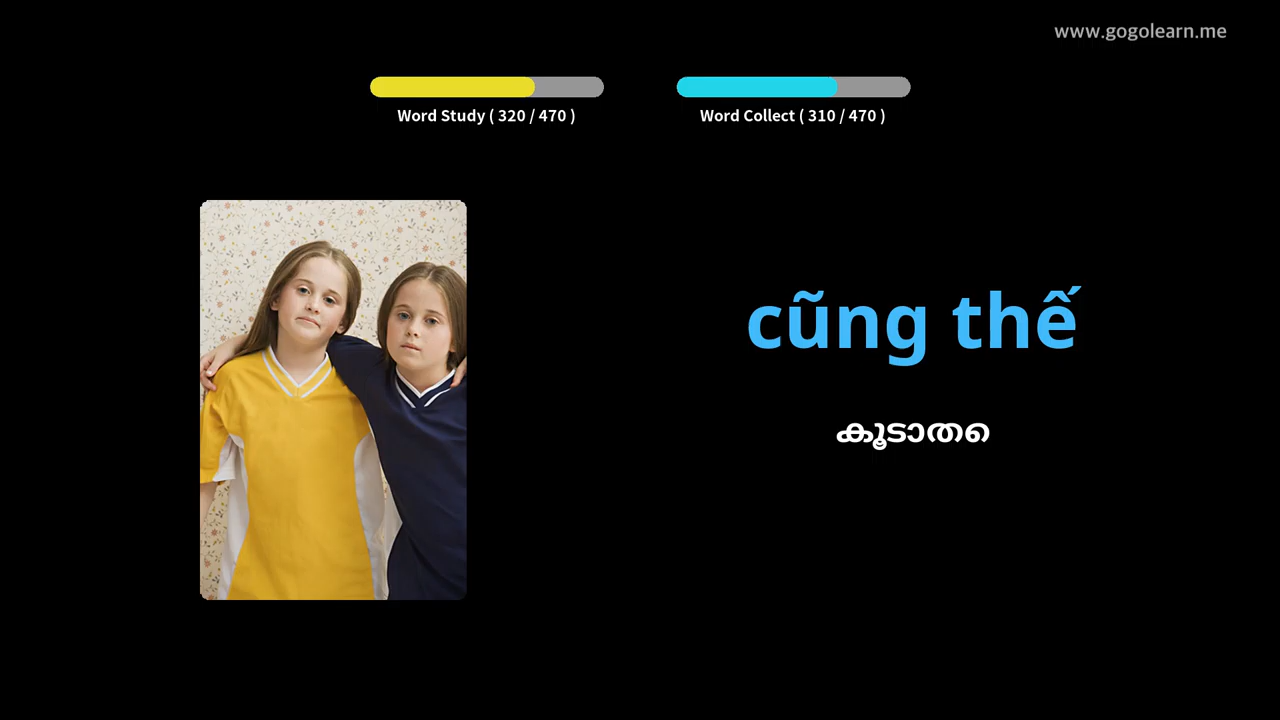 www.gogolearn.me
Word Study ( 320 / 470 )
Word Collect ( 310 / 470 )
cũng thế
കൂടാതെ